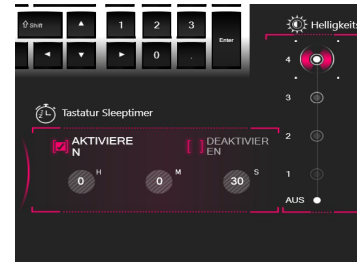 Shift 1 2 3 Enter
0 .
Helligkeits
4
3
Tastatur Sleeptimer
AKTIVIERE
N
DEAKTIVIER
EN
2
0 H 0 M 30 S
1
AUS